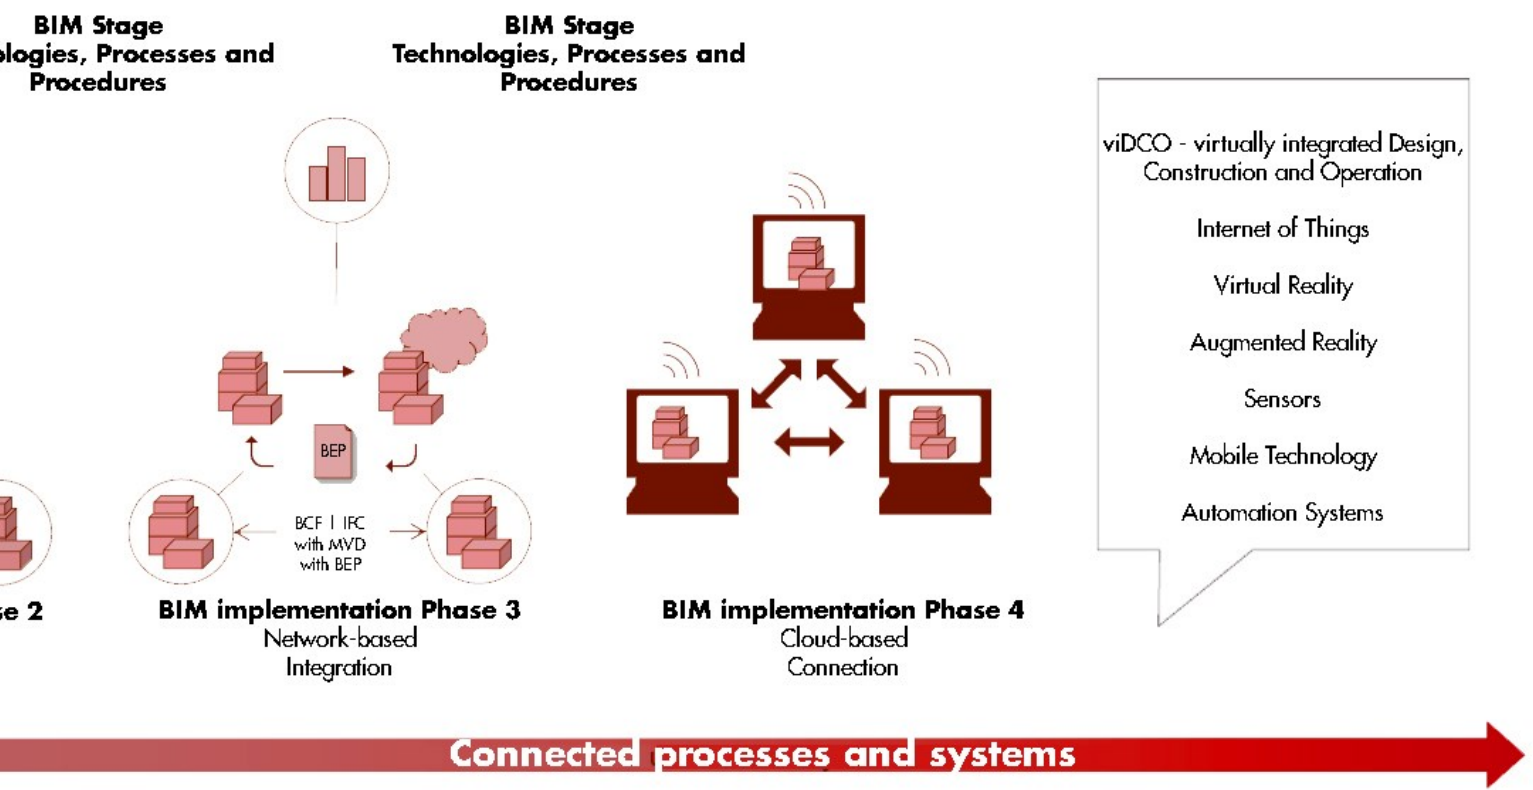 BIM Stage
ologies, Processes and
Procedures
BIM Stage
Technologies, Processes and
Procedures
viDCO - virtually integrated Design,
Construction and Operation
Internet of Things
Virtual Reality
Augmented Reality
Sensors
Mobile Technology
Automation Systems
BEP
BCF | IFC
with MVD
with BEP
se 2
BIM implementation Phase 3
Network-based
Integration
BIM implementation Phase 4
Cloud-based
Connection
Connected processes and systems